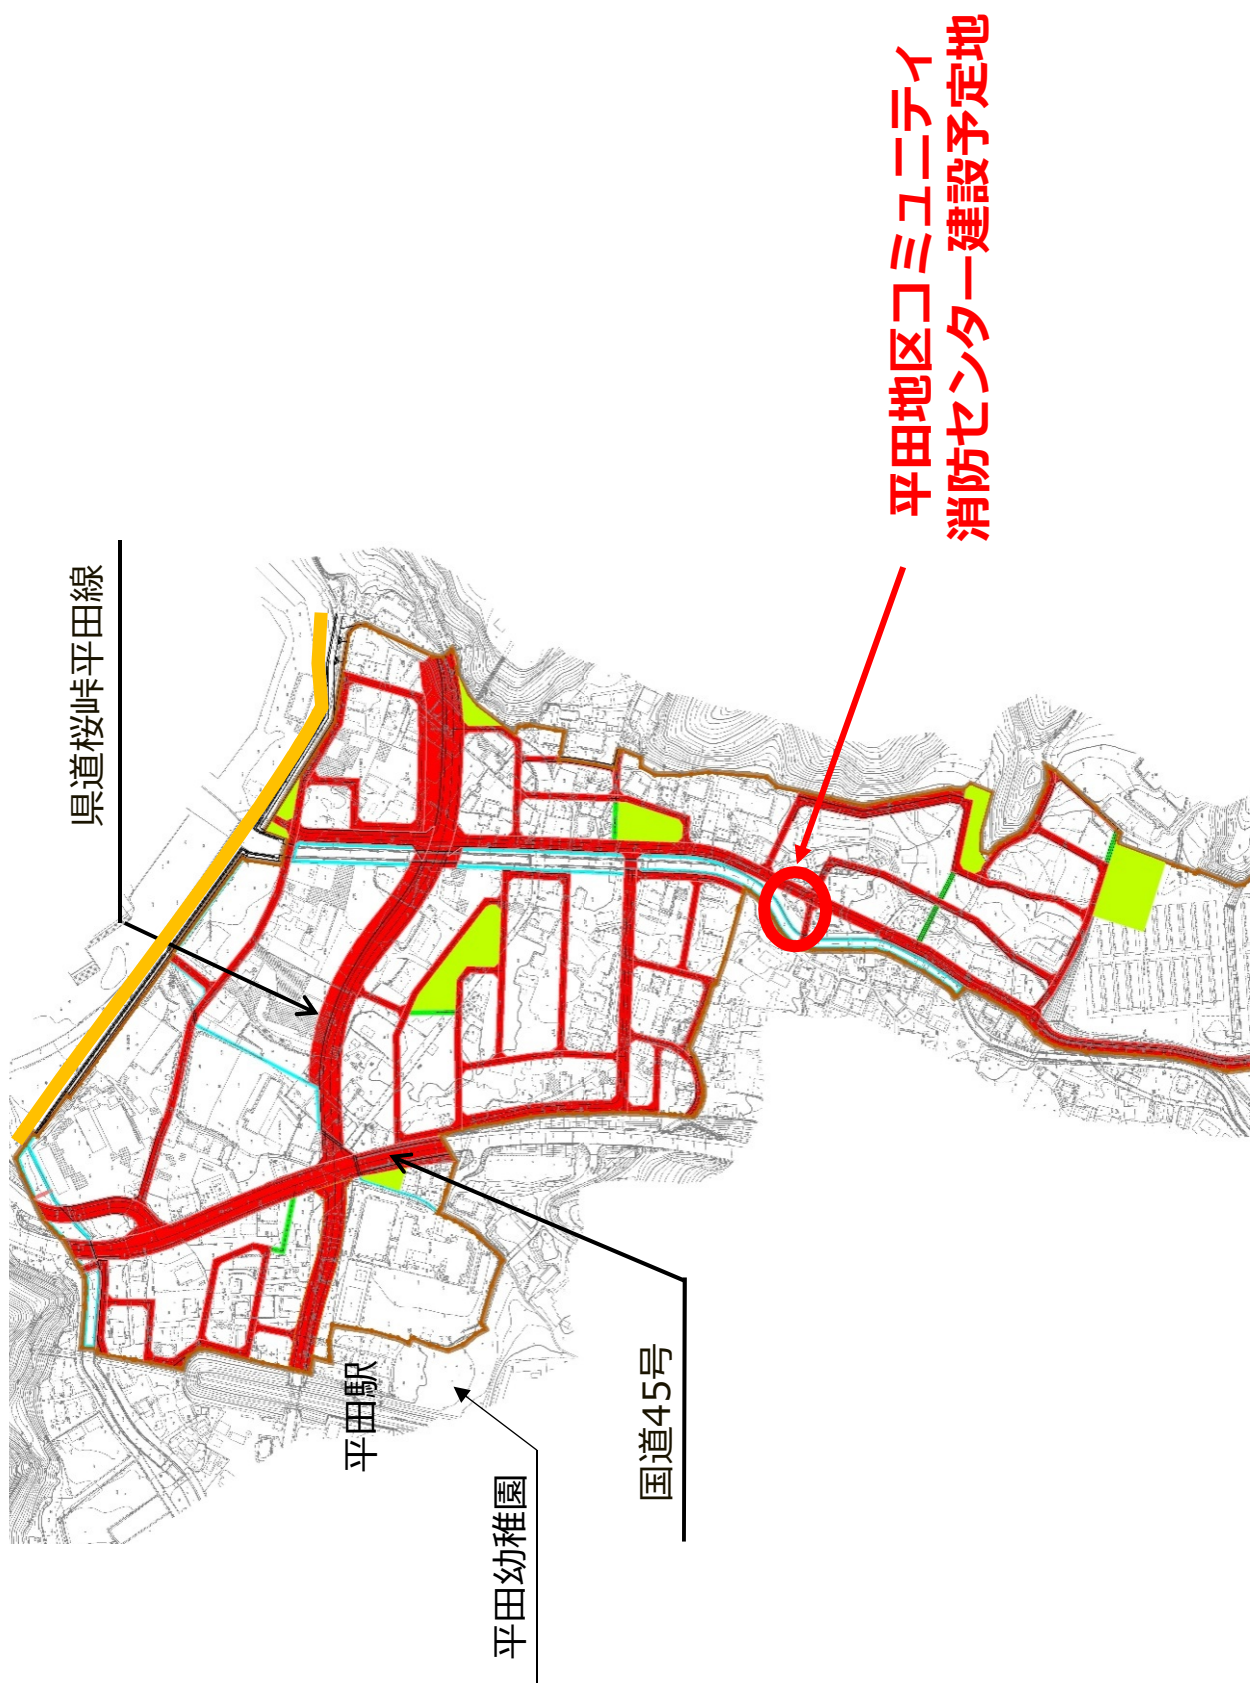 平田地区コミュニティ
消防センター建設予定地
県道桜峠平田線
平田駅
国道45号
平田幼稚園